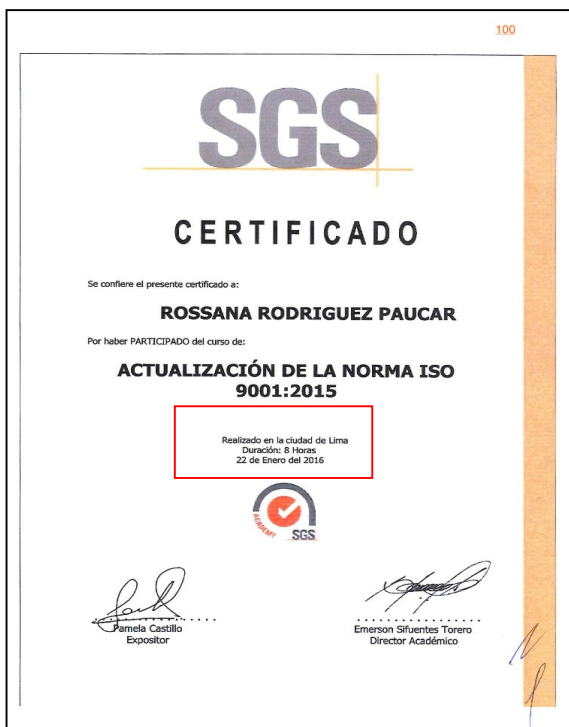 100
SGS
CERTIFICADO
Se confiere el presente certificado a:
ROSSANA RODRIGUEZ PAUCAR
Por haber PARTICIPADO del curso de:
ACTUALIZACIÓN DE LA NORMA ISO
9001:2015
Realizado en la ciudad de Lima
Duración: 8 Horas
22 de Enero del 2016
ACADEMY SGS
Pamela Castillo
Expositor
Emerson Sifuentes Torero
Director Académico